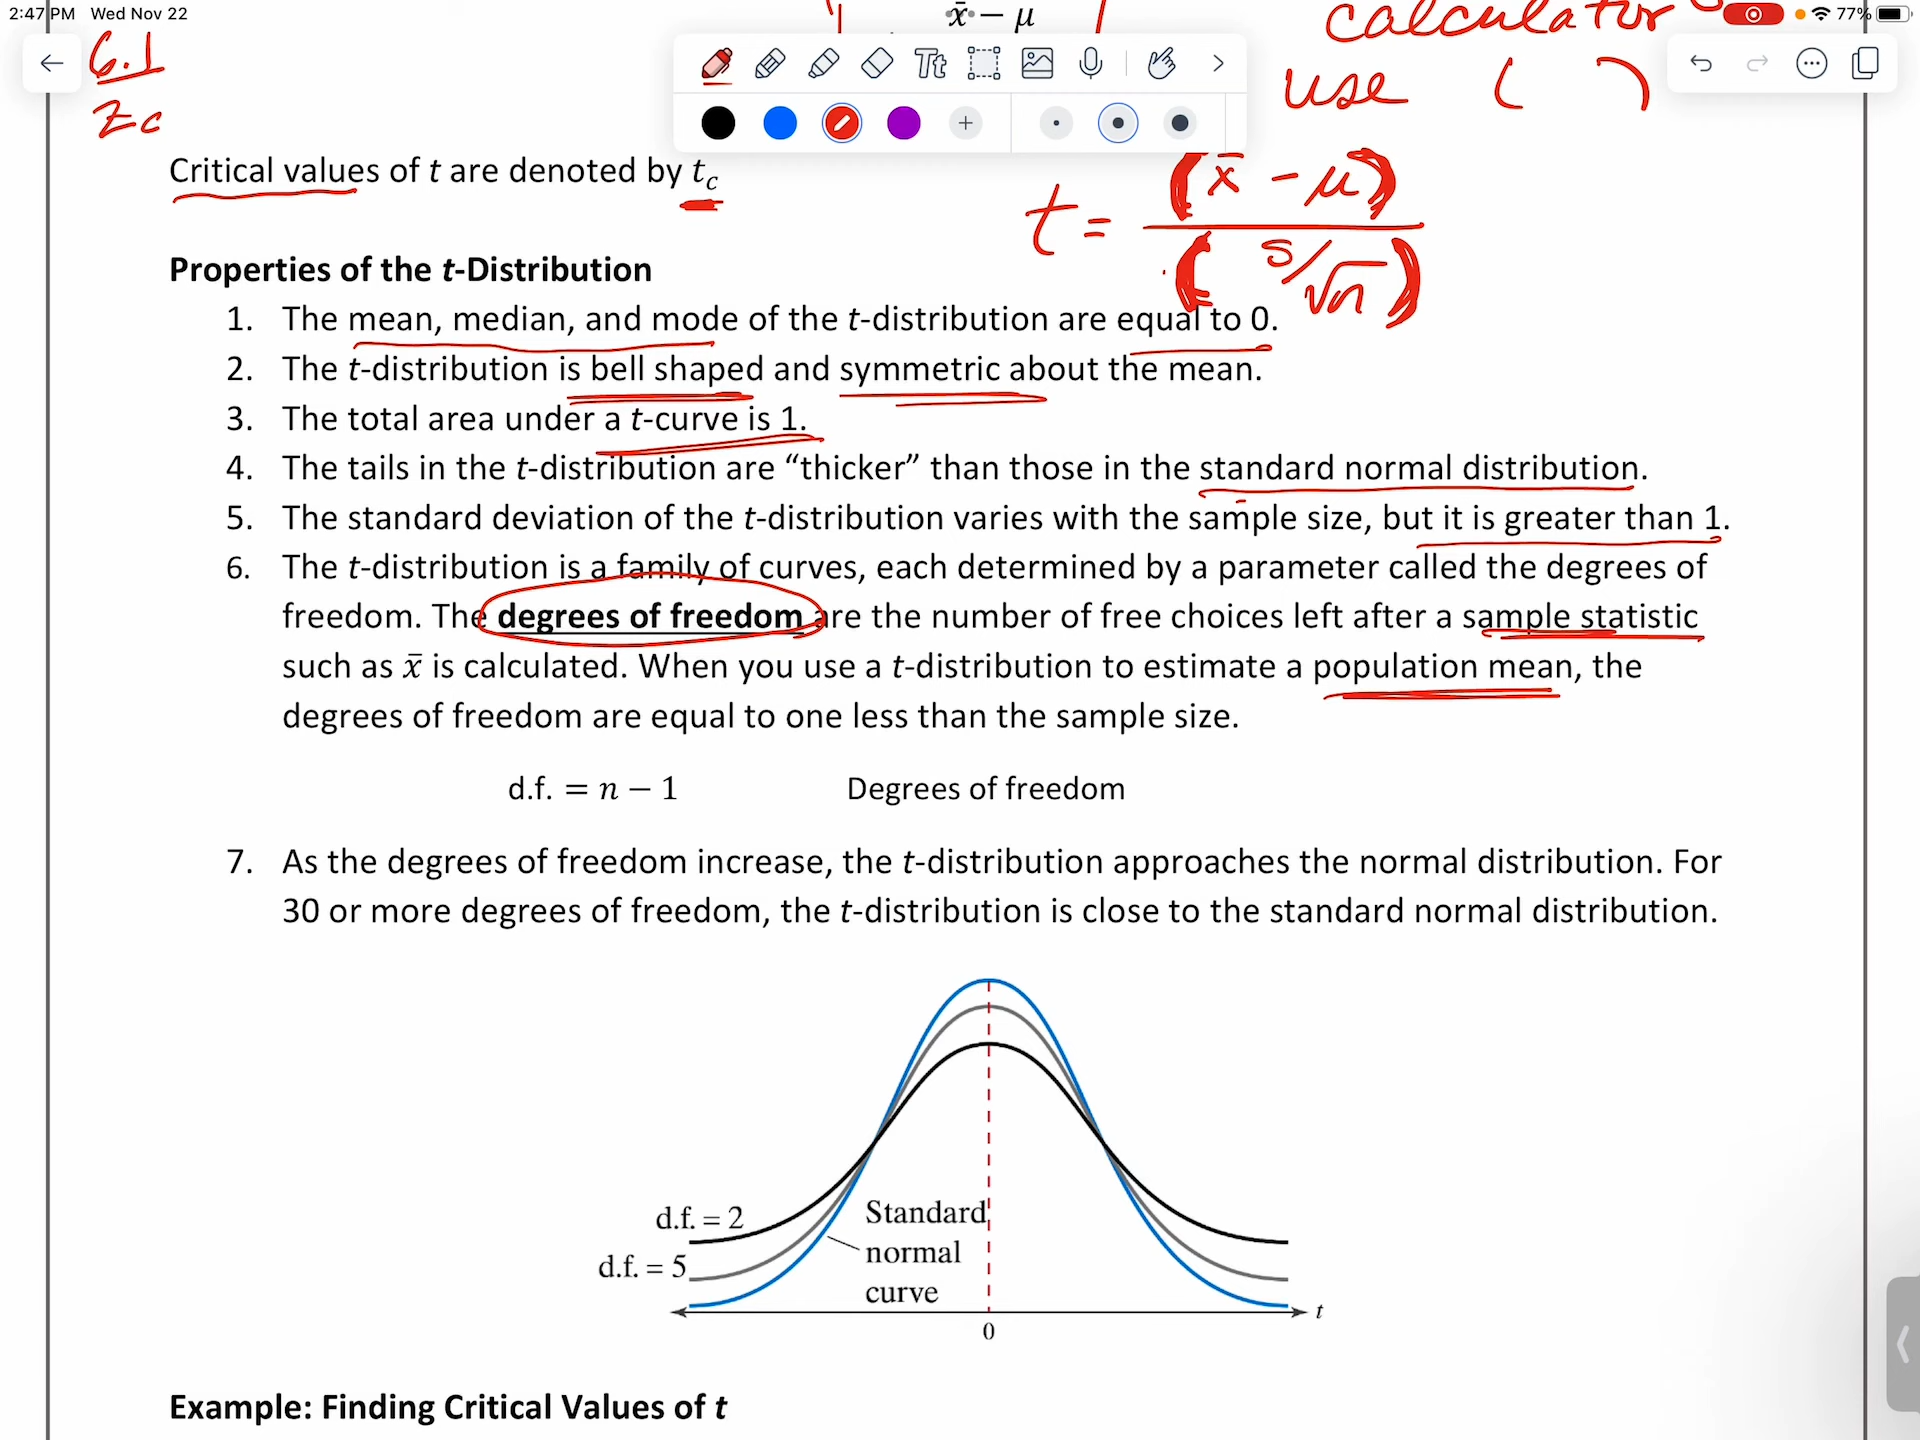 2:47 PM Wed Nov 22
77%
x̄ − μ
calculator
6.1
use ( )
zc
Tt
Critical values of t are denoted by tc
t = (x̄ − μ) / (s/√n)
Properties of the t-Distribution
1. The mean, median, and mode of the t-distribution are equal to 0.
2. The t-distribution is bell shaped and symmetric about the mean.
3. The total area under a t-curve is 1.
4. The tails in the t-distribution are “thicker” than those in the standard normal distribution.
5. The standard deviation of the t-distribution varies with the sample size, but it is greater than 1.
6. The t-distribution is a family of curves, each determined by a parameter called the degrees of
freedom. The degrees of freedom are the number of free choices left after a sample statistic
such as x̄ is calculated. When you use a t-distribution to estimate a population mean, the
degrees of freedom are equal to one less than the sample size.
d.f. = n − 1 Degrees of freedom
7. As the degrees of freedom increase, the t-distribution approaches the normal distribution. For
30 or more degrees of freedom, the t-distribution is close to the standard normal distribution.
d.f. = 2
d.f. = 5
Standard
normal
curve
t
0
Example: Finding Critical Values of t